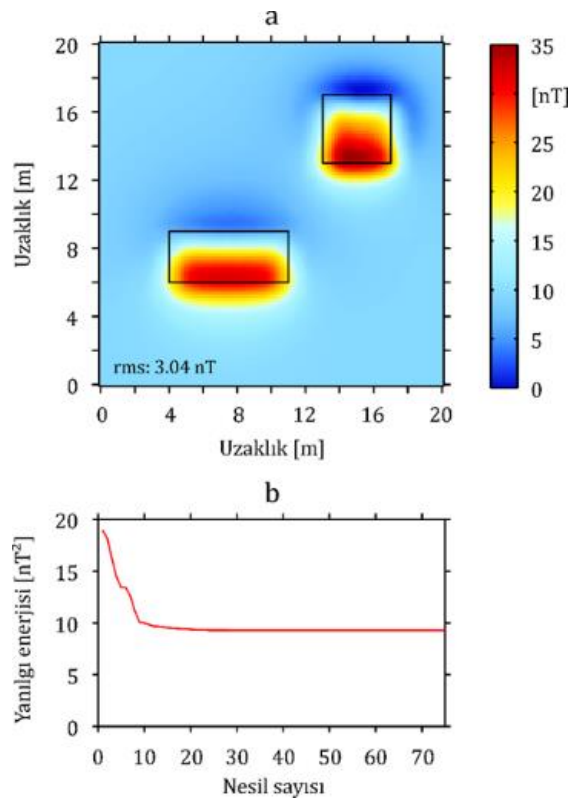 a
20
16
12
8
4
0
Uzaklık [m]
rms: 3.04 nT
0 4 8 12 16 20
Uzaklık [m]
35
[nT]
25
20
15
10
5
0
b
20
15
10
5
0
Yanılgı enerjisi [nT²]
0 10 20 30 40 50 60 70
Nesil sayısı